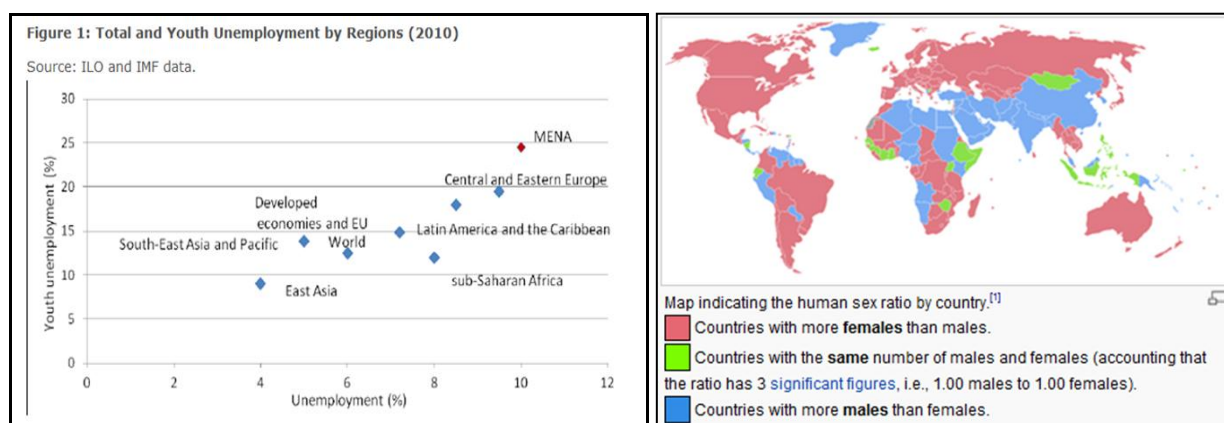 Figure 1: Total and Youth Unemployment by Regions (2010)
Source: ILO and IMF data.
Youth unemployment (%)
30
25
20
15
10
5
0
MENA
Central and Eastern Europe
Developed
economies and EU
Latin America and the Caribbean
South-East Asia and Pacific
World
sub-Saharan Africa
East Asia
0 2 4 6 8 10 12
Unemployment (%)
Map indicating the human sex ratio by country.[1]
Countries with more females than males.
Countries with the same number of males and females (accounting that
the ratio has 3 significant figures, i.e., 1.00 males to 1.00 females).
Countries with more males than females.